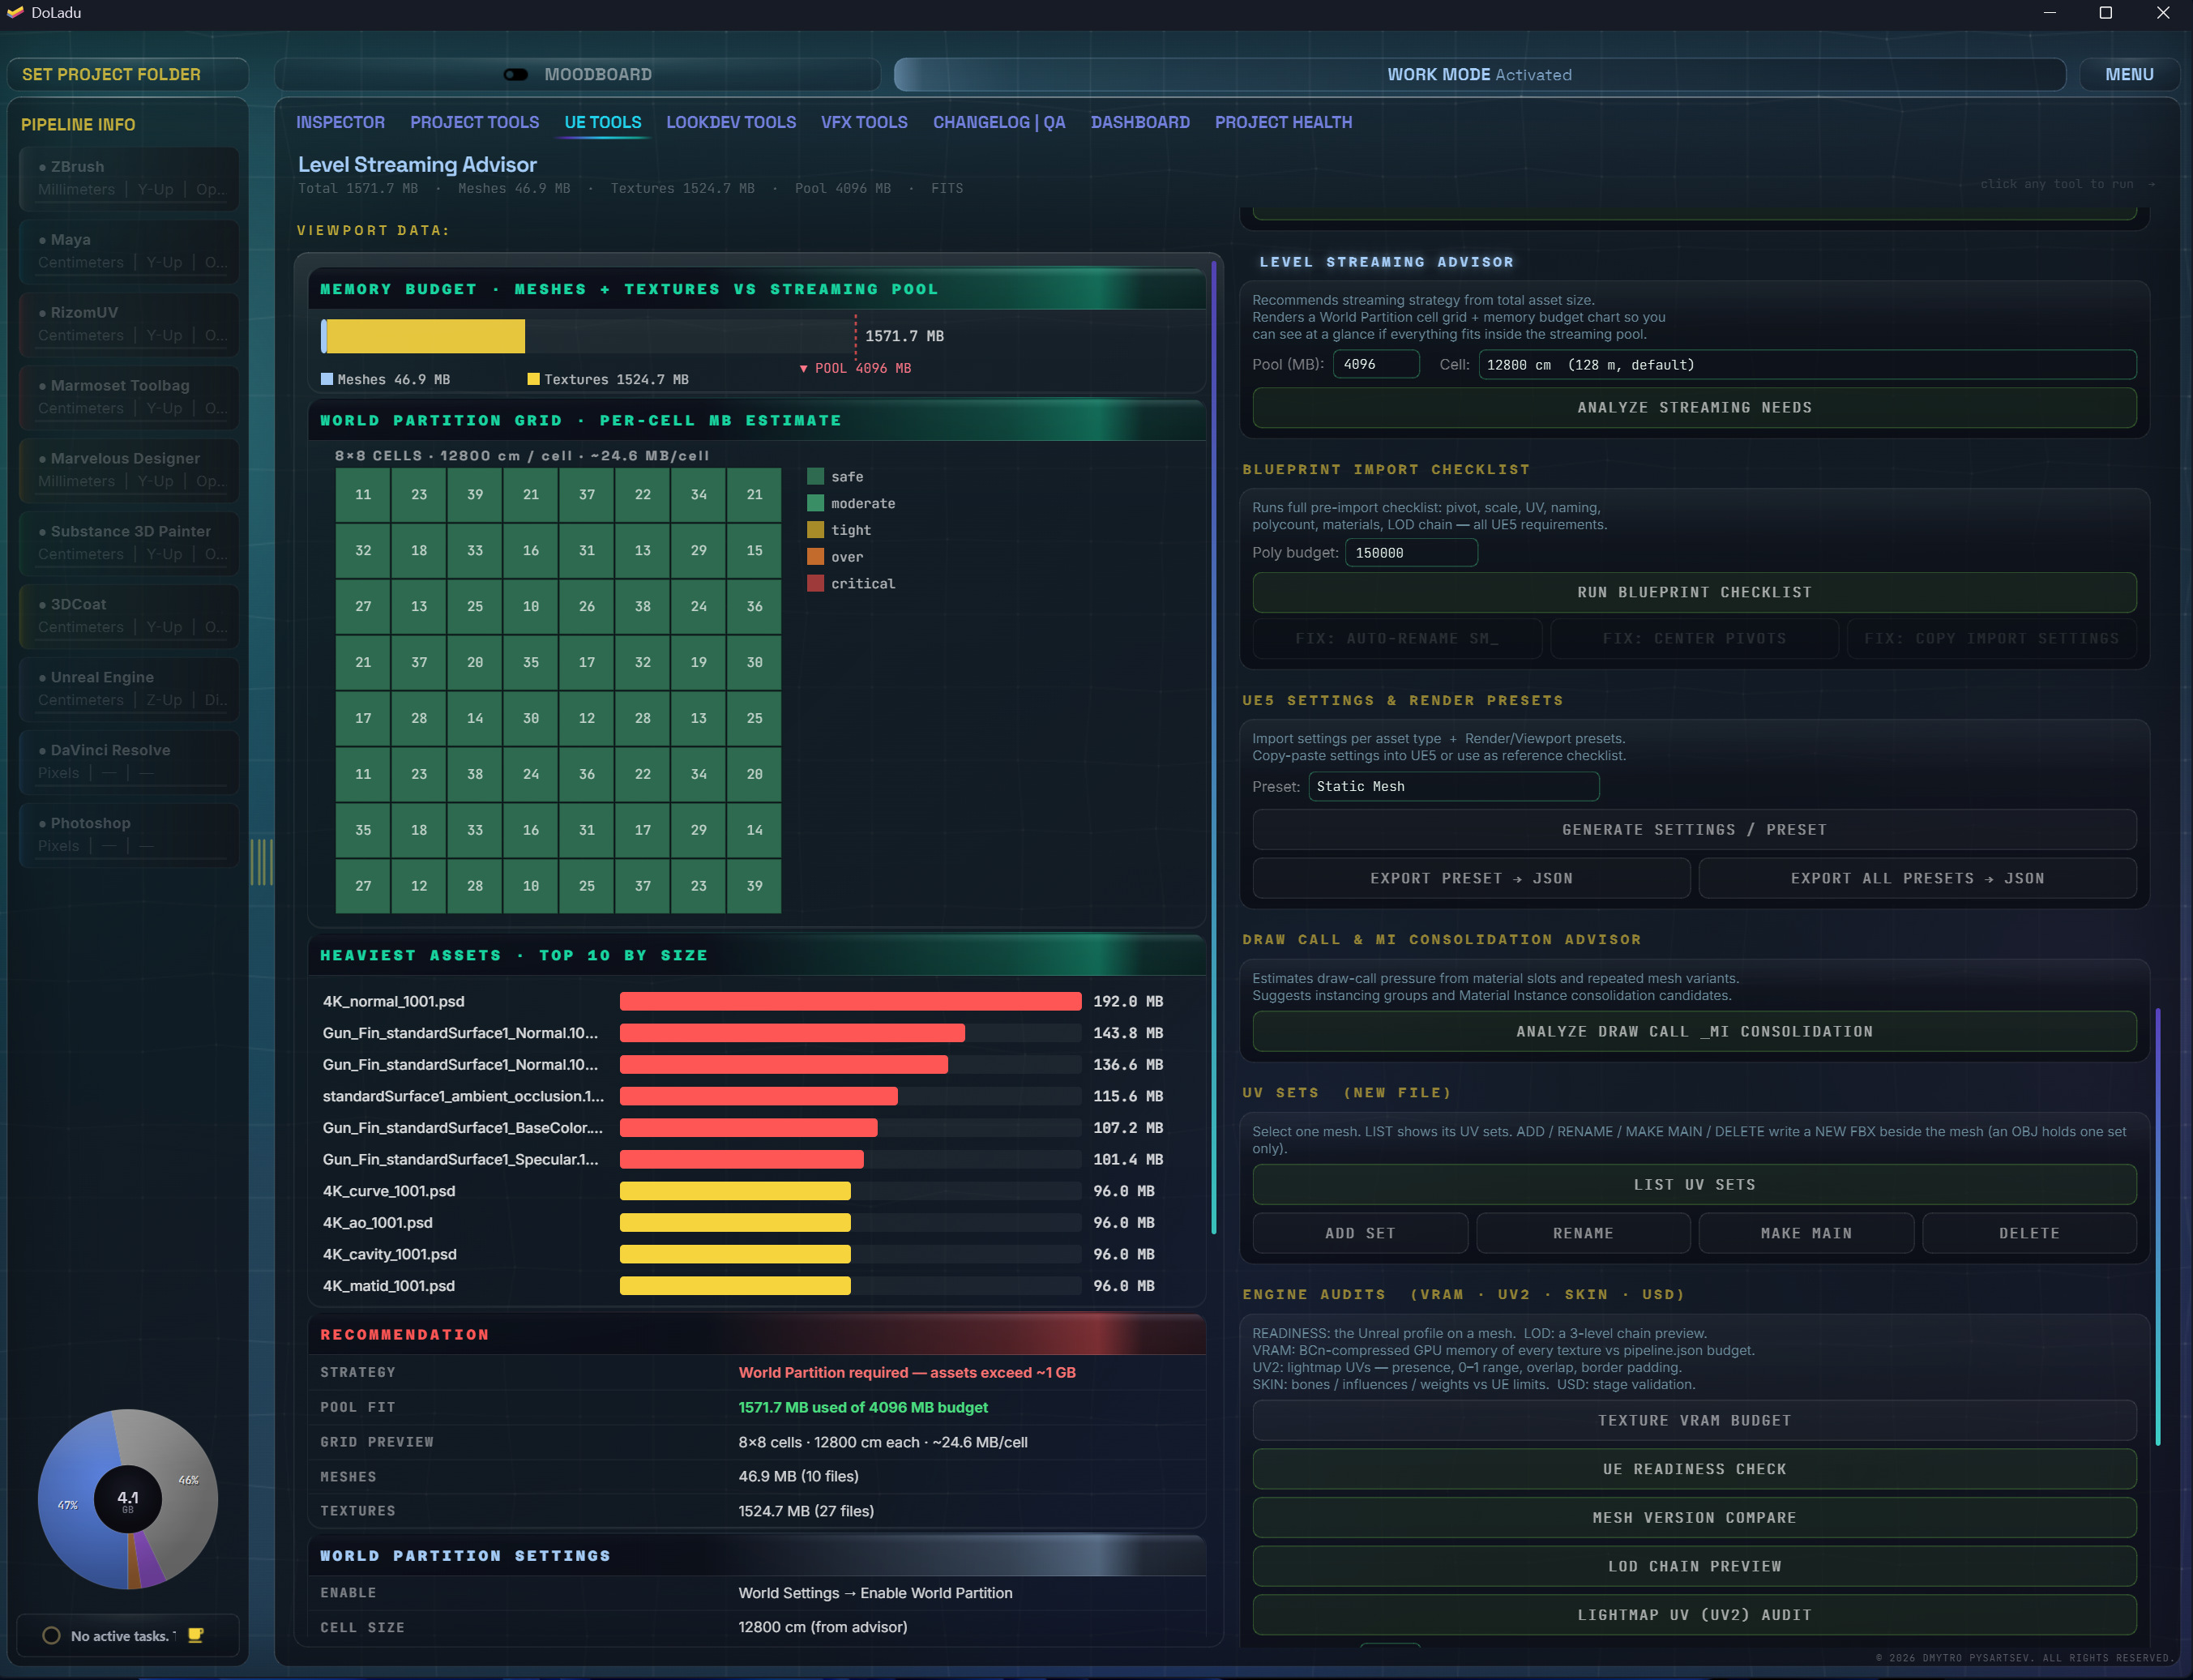 DoLadu
SET PROJECT FOLDER
MOODBOARD
WORK MODE Activated
MENU
PIPELINE INFO
● ZBrush
Millimeters | Y-Up | Op..
● Maya
Centimeters | Y-Up | O...
● RizomUV
Centimeters | Y-Up | O...
● Marmoset Toolbag
Centimeters | Y-Up | O...
● Marvelous Designer
Millimeters | Y-Up | Op..
● Substance 3D Painter
Centimeters | Y-Up | O...
● 3DCoat
Centimeters | Y-Up | O...
● Unreal Engine
Centimeters | Z-Up | Di..
● DaVinci Resolve
Pixels | — | —
● Photoshop
Pixels | — | —
47%
46%
4.1
GB
No active tasks.
INSPECTOR PROJECT TOOLS UE TOOLS LOOKDEV TOOLS VFX TOOLS CHANGELOG | QA DASHBOARD PROJECT HEALTH
Level Streaming Advisor
Total 1571.7 MB · Meshes 46.9 MB · Textures 1524.7 MB · Pool 4096 MB · FITS
click any tool to run →
VIEWPORT DATA:
MEMORY BUDGET · MESHES + TEXTURES VS STREAMING POOL
1571.7 MB
▼ POOL 4096 MB
Meshes 46.9 MB Textures 1524.7 MB
WORLD PARTITION GRID · PER-CELL MB ESTIMATE
8×8 CELLS · 12800 cm / cell · ~24.6 MB/cell
11 23 39 21 37 22 34 21
32 18 33 16 31 13 29 15
27 13 25 10 26 38 24 36
21 37 20 35 17 32 19 30
17 28 14 30 12 28 13 25
11 23 38 24 36 22 34 20
35 18 33 16 31 17 29 14
27 12 28 10 25 37 23 39
safe
moderate
tight
over
critical
HEAVIEST ASSETS · TOP 10 BY SIZE
4K_normal_1001.psd 192.0 MB
Gun_Fin_standardSurface1_Normal.10... 143.8 MB
Gun_Fin_standardSurface1_Normal.10... 136.6 MB
standardSurface1_ambient_occlusion.1... 115.6 MB
Gun_Fin_standardSurface1_BaseColor.... 107.2 MB
Gun_Fin_standardSurface1_Specular.1... 101.4 MB
4K_curve_1001.psd 96.0 MB
4K_ao_1001.psd 96.0 MB
4K_cavity_1001.psd 96.0 MB
4K_matid_1001.psd 96.0 MB
RECOMMENDATION
STRATEGY World Partition required — assets exceed ~1 GB
POOL FIT 1571.7 MB used of 4096 MB budget
GRID PREVIEW 8×8 cells · 12800 cm each · ~24.6 MB/cell
MESHES 46.9 MB (10 files)
TEXTURES 1524.7 MB (27 files)
WORLD PARTITION SETTINGS
ENABLE World Settings → Enable World Partition
CELL SIZE 12800 cm (from advisor)
LEVEL STREAMING ADVISOR
Recommends streaming strategy from total asset size.
Renders a World Partition cell grid + memory budget chart so you
can see at a glance if everything fits inside the streaming pool.
Pool (MB): 4096 Cell: 12800 cm (128 m, default)
ANALYZE STREAMING NEEDS
BLUEPRINT IMPORT CHECKLIST
Runs full pre-import checklist: pivot, scale, UV, naming,
polycount, materials, LOD chain — all UE5 requirements.
Poly budget: 150000
RUN BLUEPRINT CHECKLIST
FIX: AUTO-RENAME SM_ FIX: CENTER PIVOTS FIX: COPY IMPORT SETTINGS
UE5 SETTINGS & RENDER PRESETS
Import settings per asset type + Render/Viewport presets.
Copy-paste settings into UE5 or use as reference checklist.
Preset: Static Mesh
GENERATE SETTINGS / PRESET
EXPORT PRESET → JSON EXPORT ALL PRESETS → JSON
DRAW CALL & MI CONSOLIDATION ADVISOR
Estimates draw-call pressure from material slots and repeated mesh variants.
Suggests instancing groups and Material Instance consolidation candidates.
ANALYZE DRAW CALL _MI CONSOLIDATION
UV SETS (NEW FILE)
Select one mesh. LIST shows its UV sets. ADD / RENAME / MAKE MAIN / DELETE write a NEW FBX beside the mesh (an OBJ holds one set
only).
LIST UV SETS
ADD SET RENAME MAKE MAIN DELETE
ENGINE AUDITS (VRAM · UV2 · SKIN · USD)
READINESS: the Unreal profile on a mesh. LOD: a 3-level chain preview.
VRAM: BCn-compressed GPU memory of every texture vs pipeline.json budget.
UV2: lightmap UVs — presence, 0–1 range, overlap, border padding.
SKIN: bones / influences / weights vs UE limits. USD: stage validation.
TEXTURE VRAM BUDGET
UE READINESS CHECK
MESH VERSION COMPARE
LOD CHAIN PREVIEW
LIGHTMAP UV (UV2) AUDIT
© 2026 DMYTRO PYSARTSEV. ALL RIGHTS RESERVED.